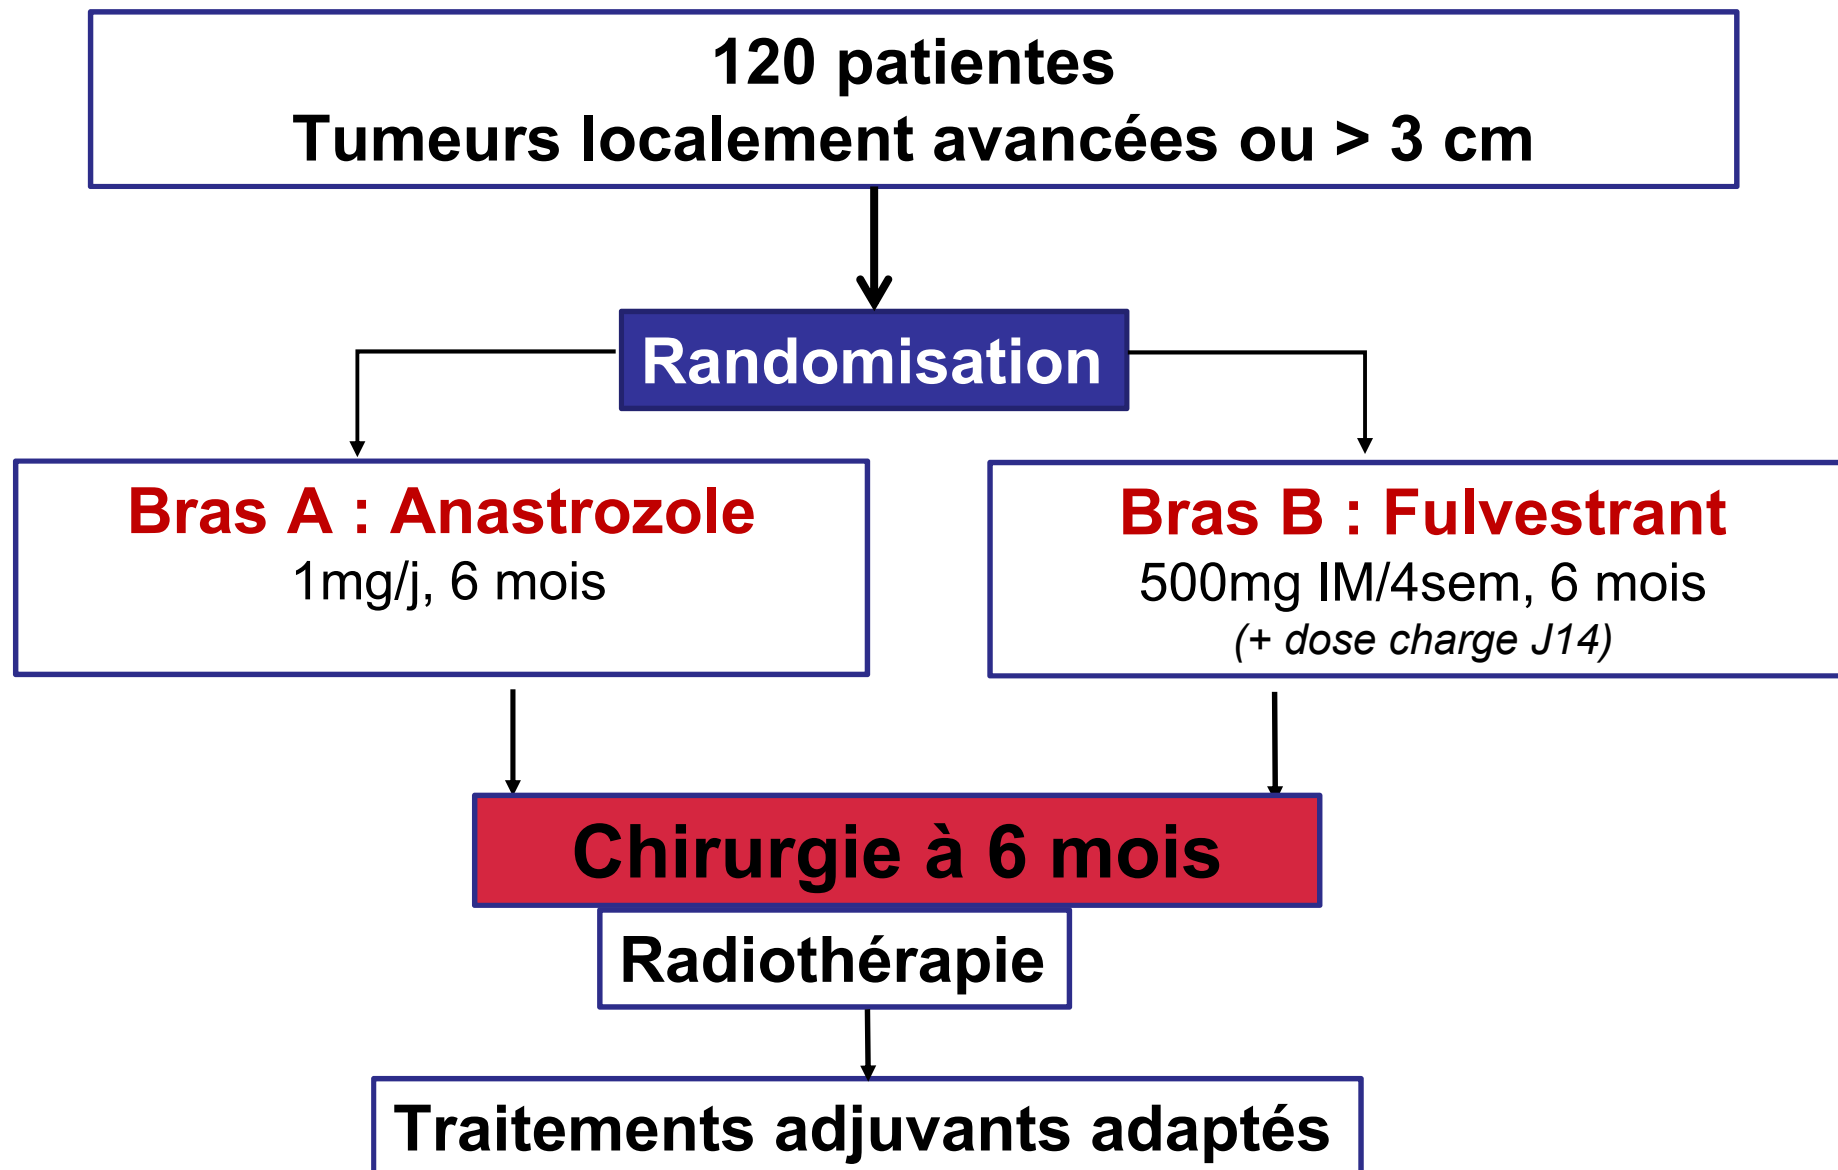 120 patientes
Tumeurs localement avancées ou > 3 cm
Randomisation
Bras A : Anastrozole
1mg/j, 6 mois
Bras B : Fulvestrant
500mg IM/4sem, 6 mois
(+ dose charge J14)
Chirurgie à 6 mois
Radiothérapie
Traitements adjuvants adaptés